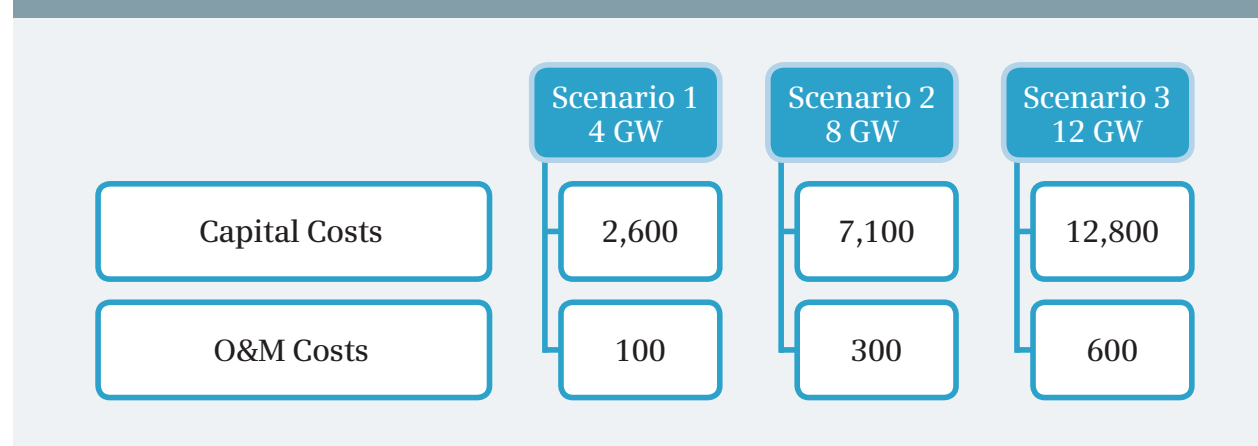 Scenario 1
4 GW
Scenario 2
8 GW
Scenario 3
12 GW
Capital Costs
2,600
7,100
12,800
O&M Costs
100
300
600